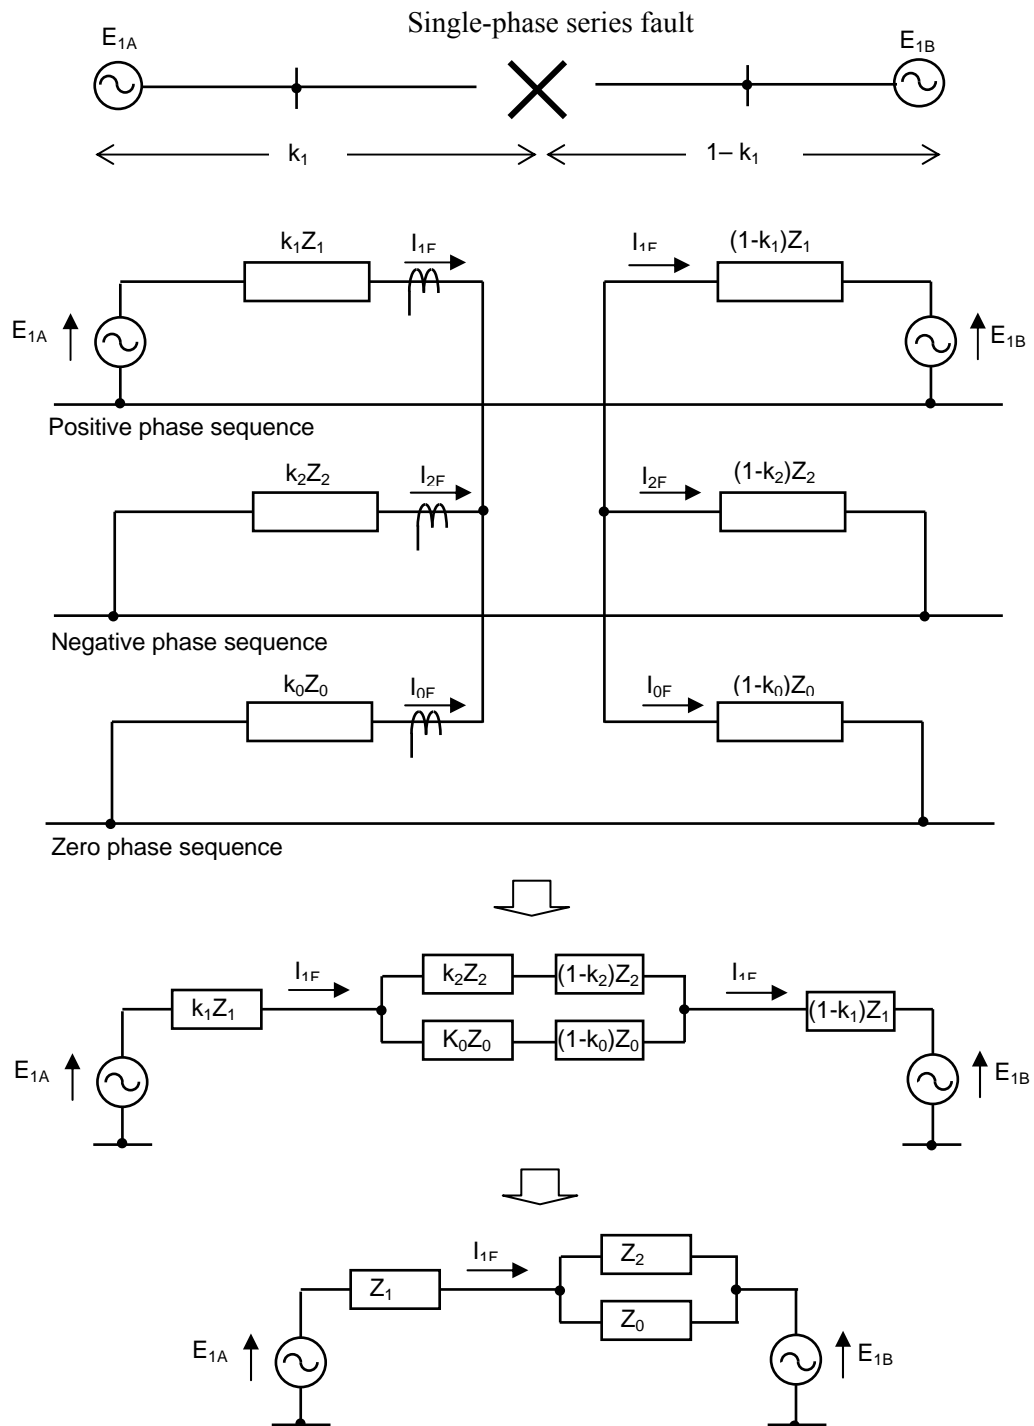 Single-phase series fault
E1A
E1B
k1
1– k1
k1Z1
I1F
I1F
(1-k1)Z1
E1A
E1B
Positive phase sequence
k2Z2
I2F
I2F
(1-k2)Z2
Negative phase sequence
k0Z0
I0F
I0F
(1-k0)Z0
Zero phase sequence
I1F
k2Z2
(1-k2)Z2
I1F
k1Z1
(1-k1)Z1
K0Z0
(1-k0)Z0
E1A
E1B
I1F
Z2
Z1
Z0
E1A
E1B